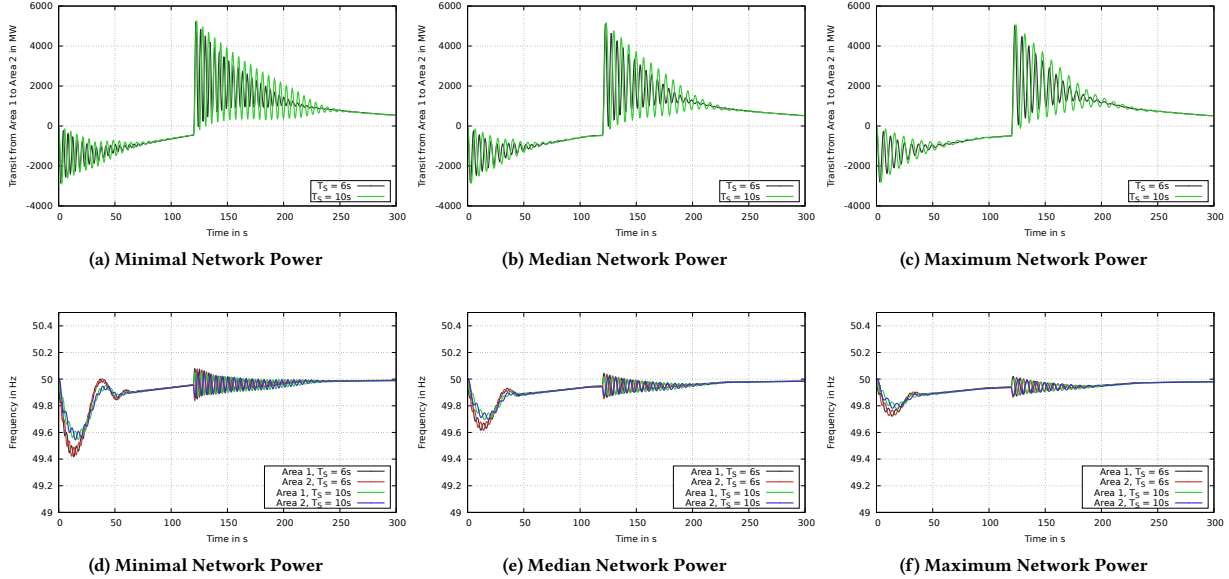 Transit from Area 1 to Area 2 in MW
6000
4000
2000
0
-2000
-4000
0 50 100 150 200 250 300
Time in s
T_S = 6s
T_S = 10s
(a) Minimal Network Power
Transit from Area 1 to Area 2 in MW
6000
4000
2000
0
-2000
-4000
0 50 100 150 200 250 300
Time in s
T_S = 6s
T_S = 10s
(b) Median Network Power
Transit from Area 1 to Area 2 in MW
6000
4000
2000
0
-2000
-4000
0 50 100 150 200 250 300
Time in s
T_S = 6s
T_S = 10s
(c) Maximum Network Power
Frequency in Hz
50.4
50.2
50
49.8
49.6
49.4
49.2
49
0 50 100 150 200 250 300
Time in s
Area 1, T_S = 6s
Area 2, T_S = 6s
Area 1, T_S = 10s
Area 2, T_S = 10s
(d) Minimal Network Power
Frequency in Hz
50.4
50.2
50
49.8
49.6
49.4
49.2
49
0 50 100 150 200 250 300
Time in s
Area 1, T_S = 6s
Area 2, T_S = 6s
Area 1, T_S = 10s
Area 2, T_S = 10s
(e) Median Network Power
Frequency in Hz
50.4
50.2
50
49.8
49.6
49.4
49.2
49
0 50 100 150 200 250 300
Time in s
Area 1, T_S = 6s
Area 2, T_S = 6s
Area 1, T_S = 10s
Area 2, T_S = 10s
(f) Maximum Network Power